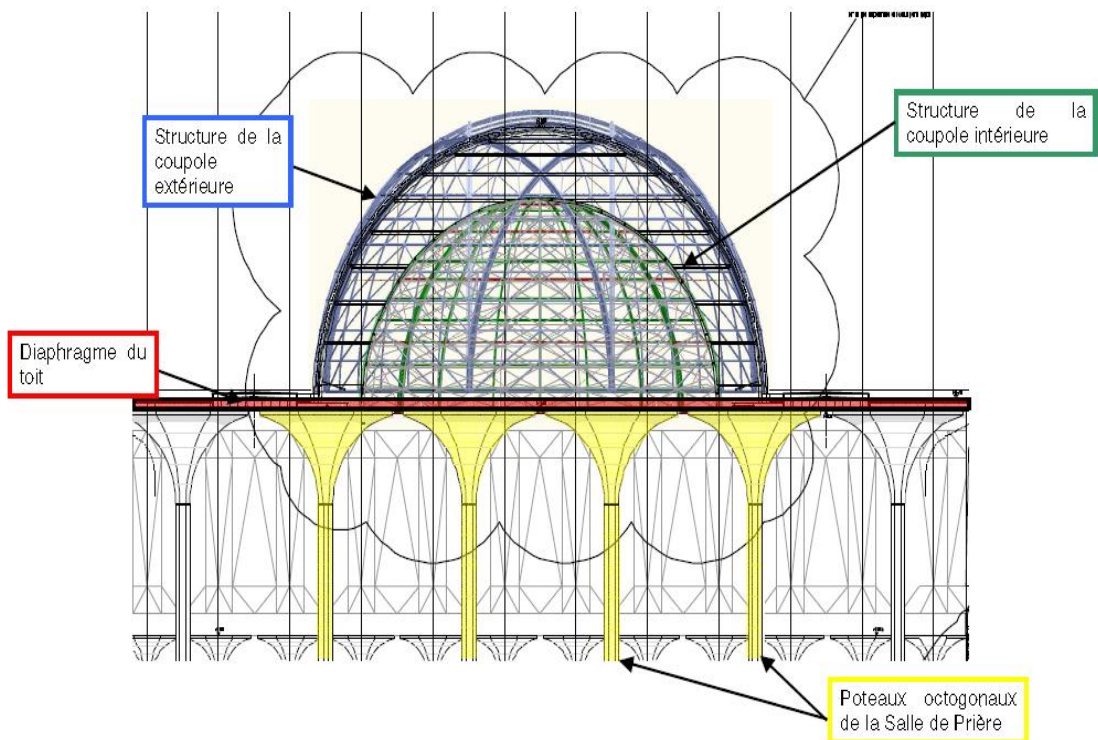 Structure de la
coupole
extérieure
Structure de la
coupole intérieure
Diaphragme du
toit
Poteaux octogonaux
de la Salle de Prière